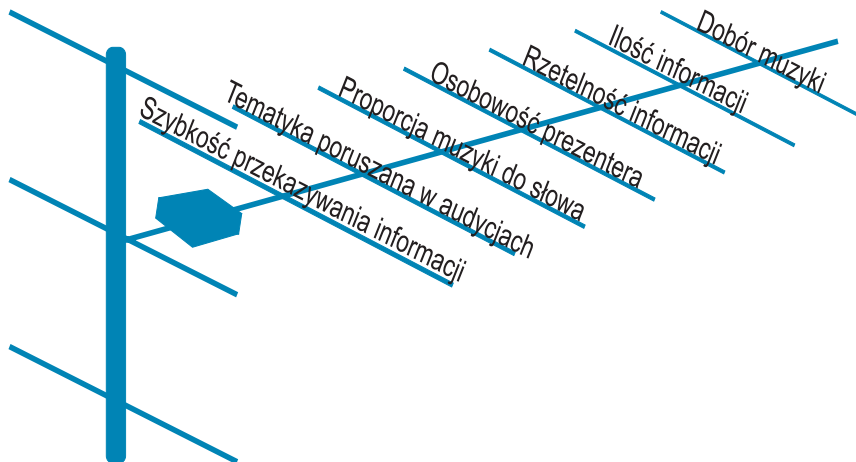 Szybkość przekazywania informacji
Tematyka poruszana w audycjach
Proporcja muzyki do słowa
Osobowość prezentera
Rzetelność informacji
Ilość informacji
Dobór muzyki